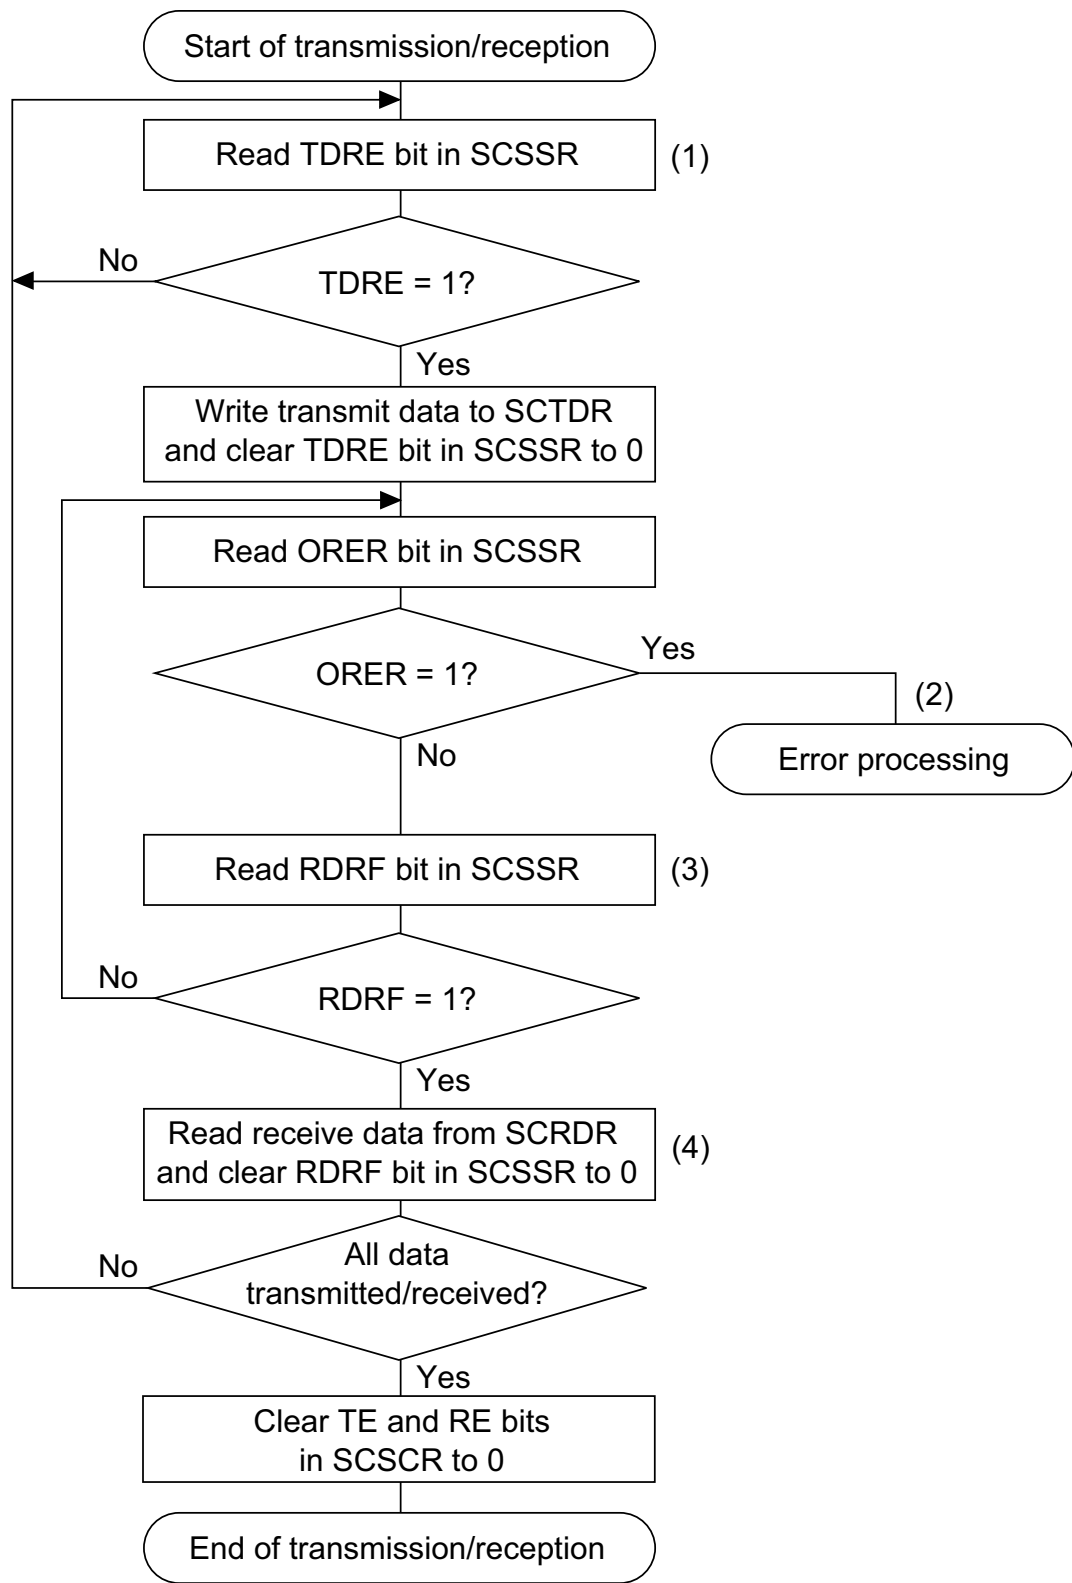 Start of transmission/reception
Read TDRE bit in SCSSR
(1)
No
TDRE = 1?
Yes
Write transmit data to SCTDR
and clear TDRE bit in SCSSR to 0
Read ORER bit in SCSSR
Yes
ORER = 1?
(2)
No
Error processing
Read RDRF bit in SCSSR
(3)
No
RDRF = 1?
Yes
Read receive data from SCRDR
and clear RDRF bit in SCSSR to 0
(4)
All data
No
transmitted/received?
Yes
Clear TE and RE bits
in SCSCR to 0
End of transmission/reception